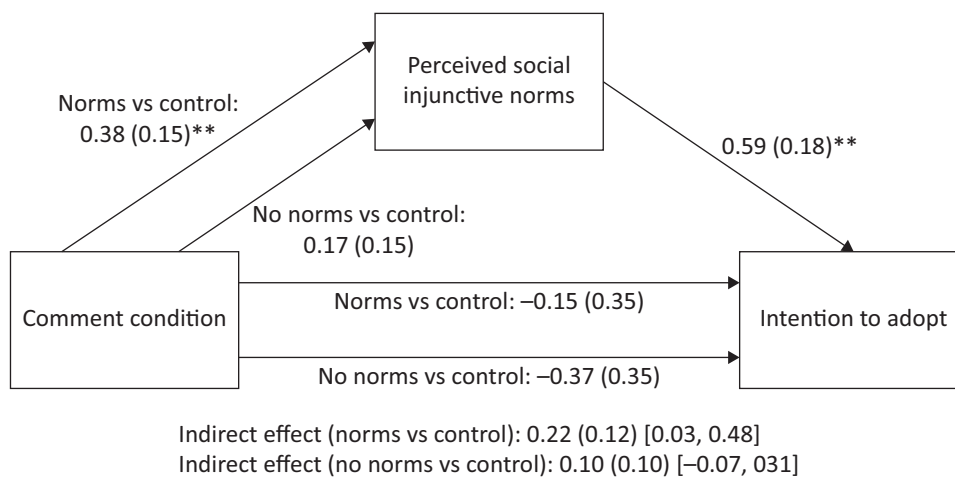 Perceived social
injunctive norms
Norms vs control:
0.38 (0.15)**
0.59 (0.18)**
No norms vs control:
0.17 (0.15)
Comment condition
Norms vs control: –0.15 (0.35)
Intention to adopt
No norms vs control: –0.37 (0.35)
Indirect effect (norms vs control): 0.22 (0.12) [0.03, 0.48]
Indirect effect (no norms vs control): 0.10 (0.10) [–0.07, 031]